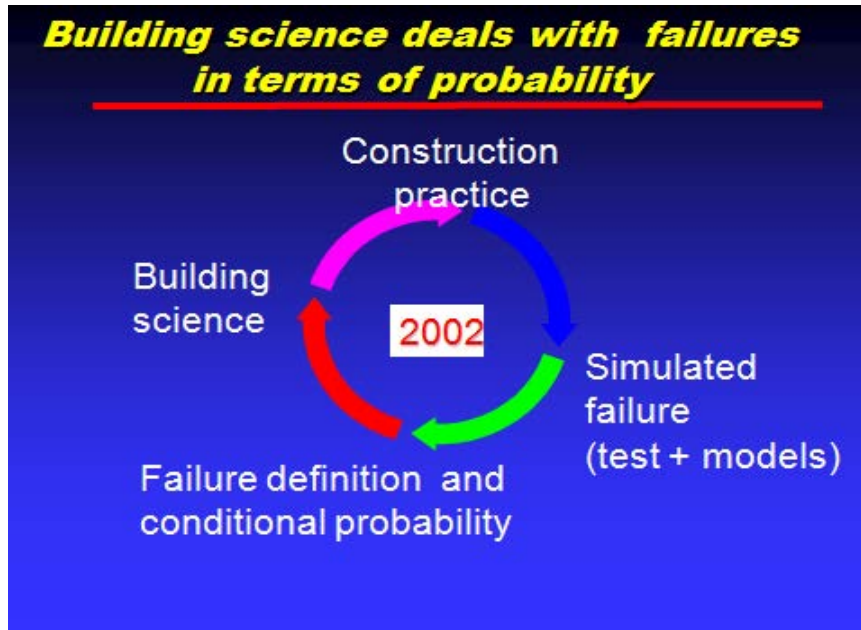 Building science deals with failures
in terms of probability
Construction
practice
Building
science
2002
Simulated
failure
(test + models)
Failure definition and
conditional probability